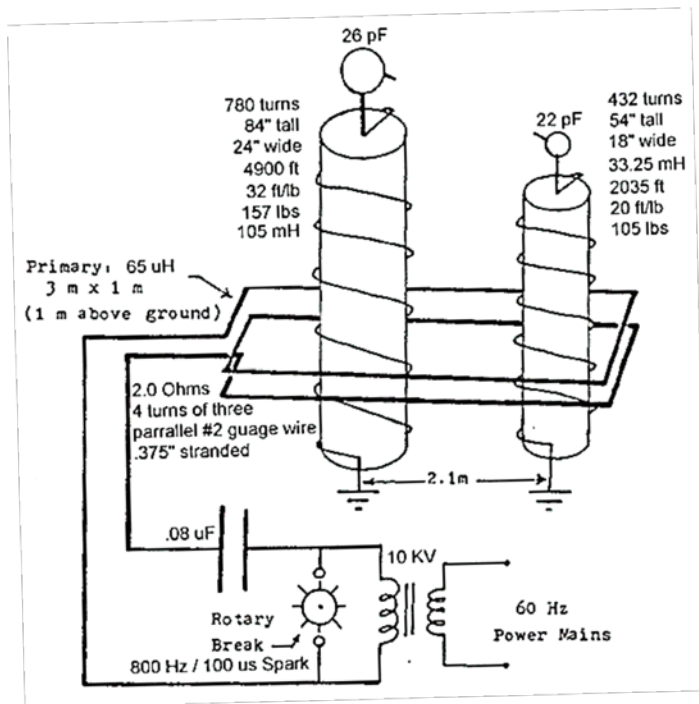 26 pF
780 turns
84" tall
24" wide
4900 ft
32 ft/lb
157 lbs
105 mH
22 pF
432 turns
54" tall
18" wide
33.25 mH
2035 ft
20 ft/lb
105 lbs
Primary: 65 uH
3 m x 1 m
(1 m above ground)
2.0 Ohms
4 turns of three
parrallel #2 guage wire
.375" stranded
2.1m
.08 uF
10 KV
Rotary
Break
800 Hz / 100 us Spark
60 Hz
Power Mains